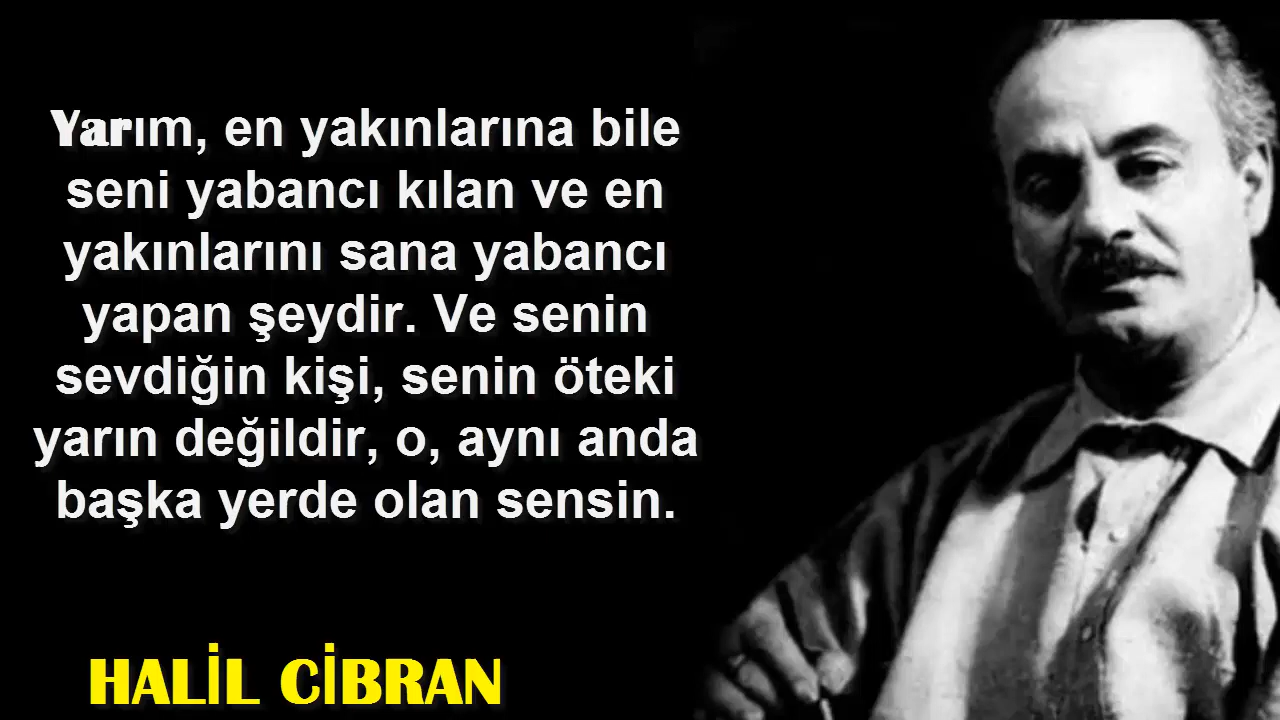 Yarım, en yakınlarına bile
seni yabancı kılan ve en
yakınlarını sana yabancı
yapan şeydir. Ve senin
sevdiğin kişi, senin öteki
yarın değildir, o, aynı anda
başka yerde olan sensin.
HALİL CİBRAN